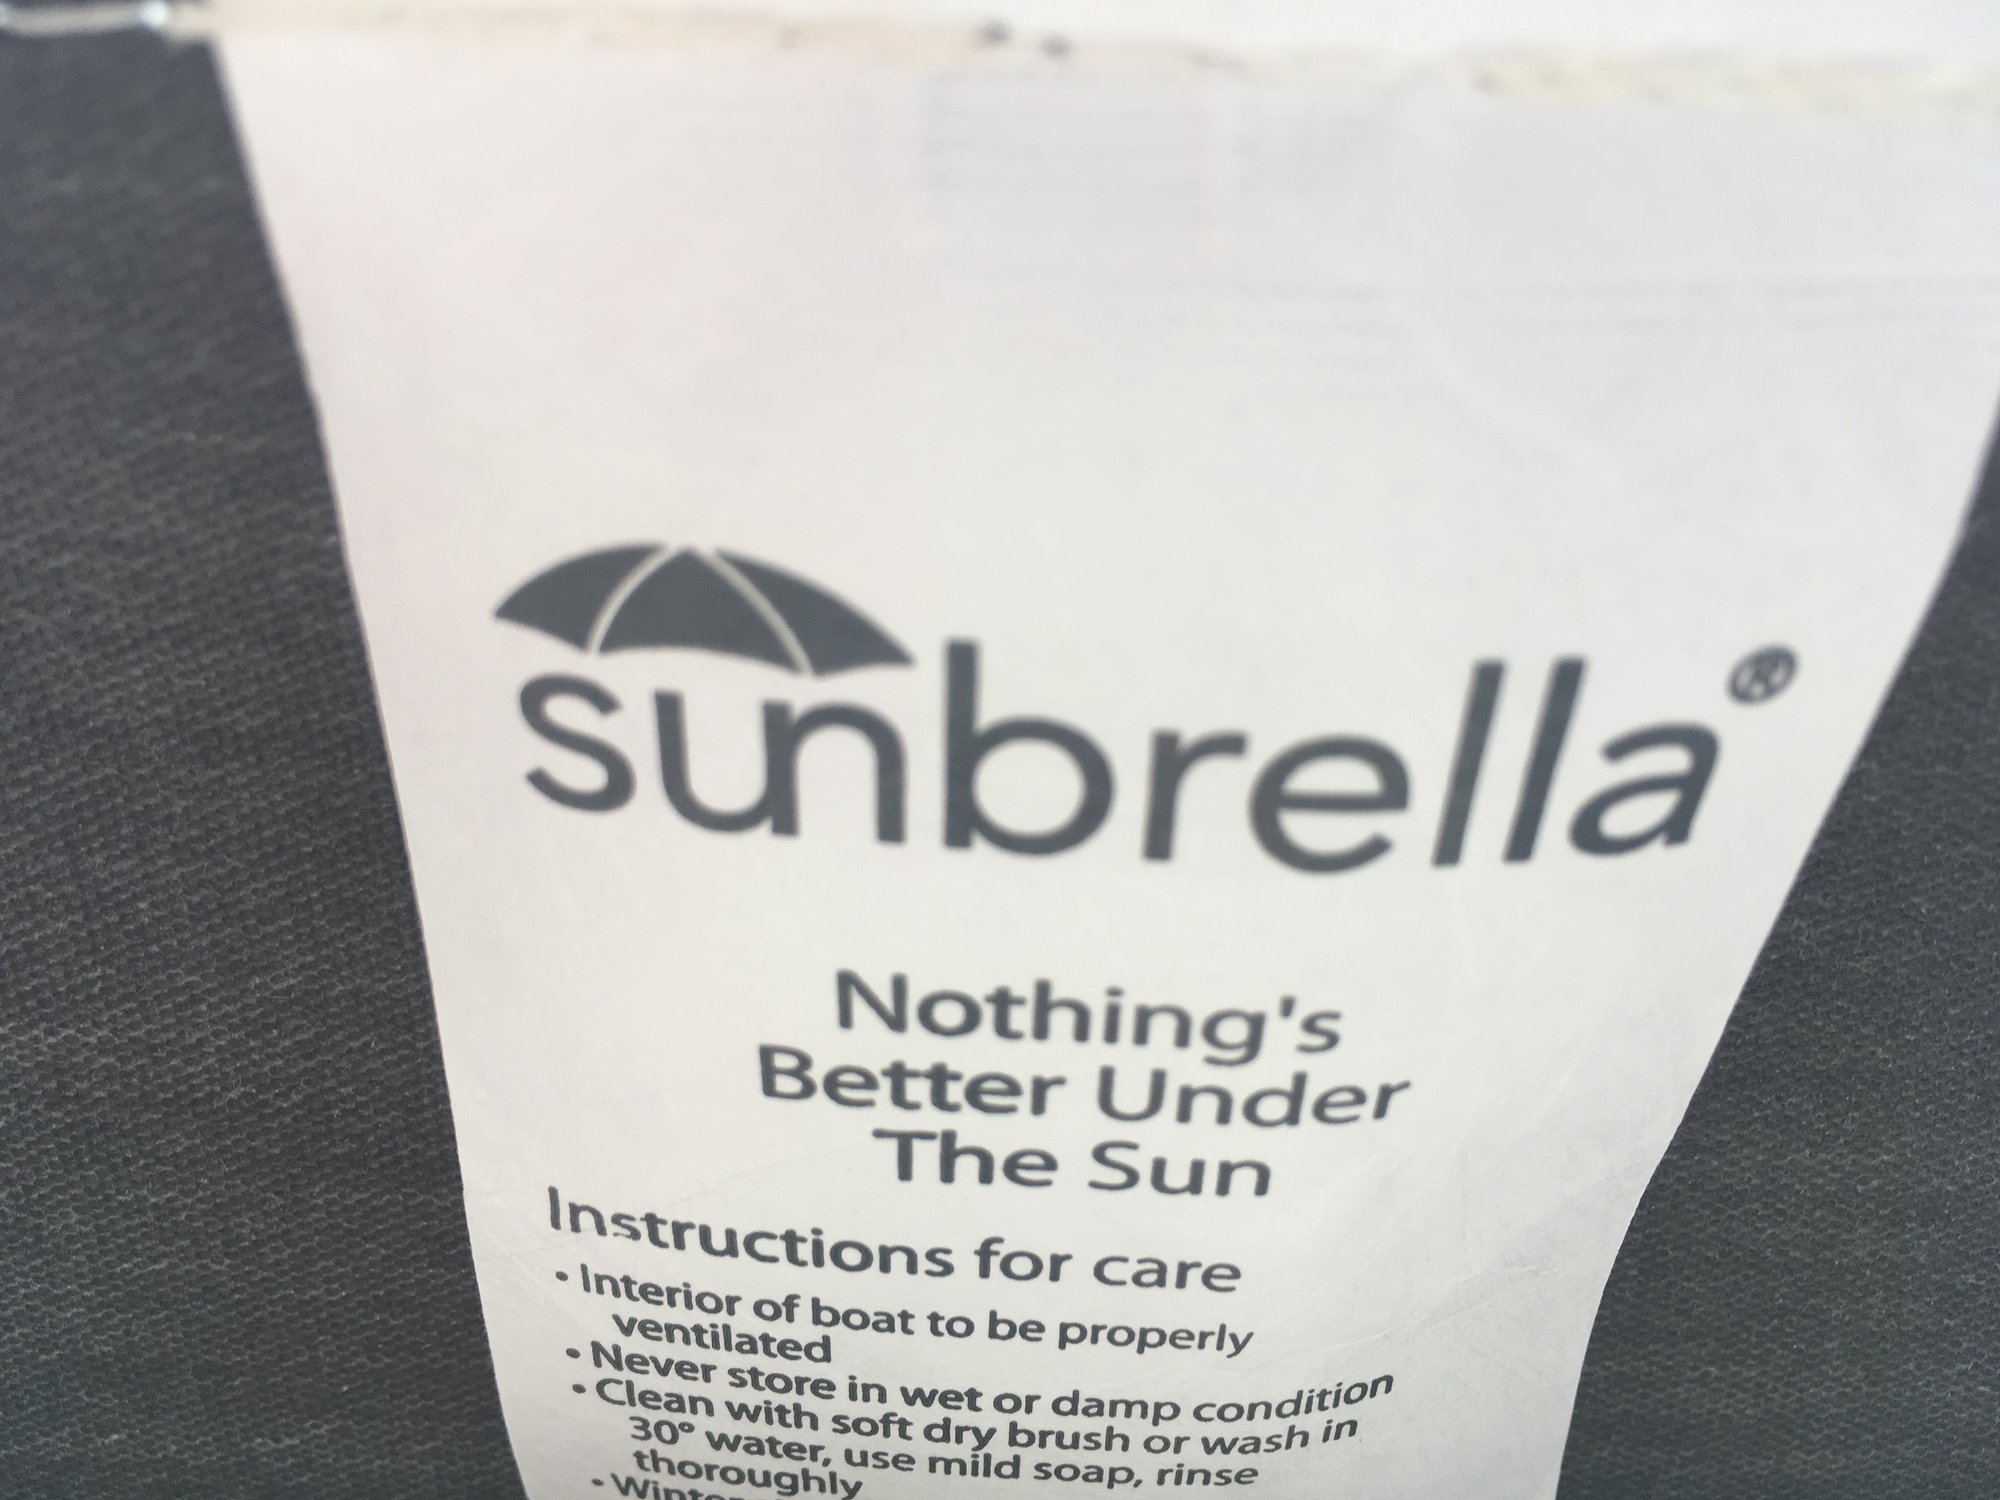 sunbrella®
Nothing's
Better Under
The Sun
Instructions for care
• Interior of boat to be properly
ventilated
• Never store in wet or damp condition
• Clean with soft dry brush or wash in
30° water, use mild soap, rinse
thoroughly